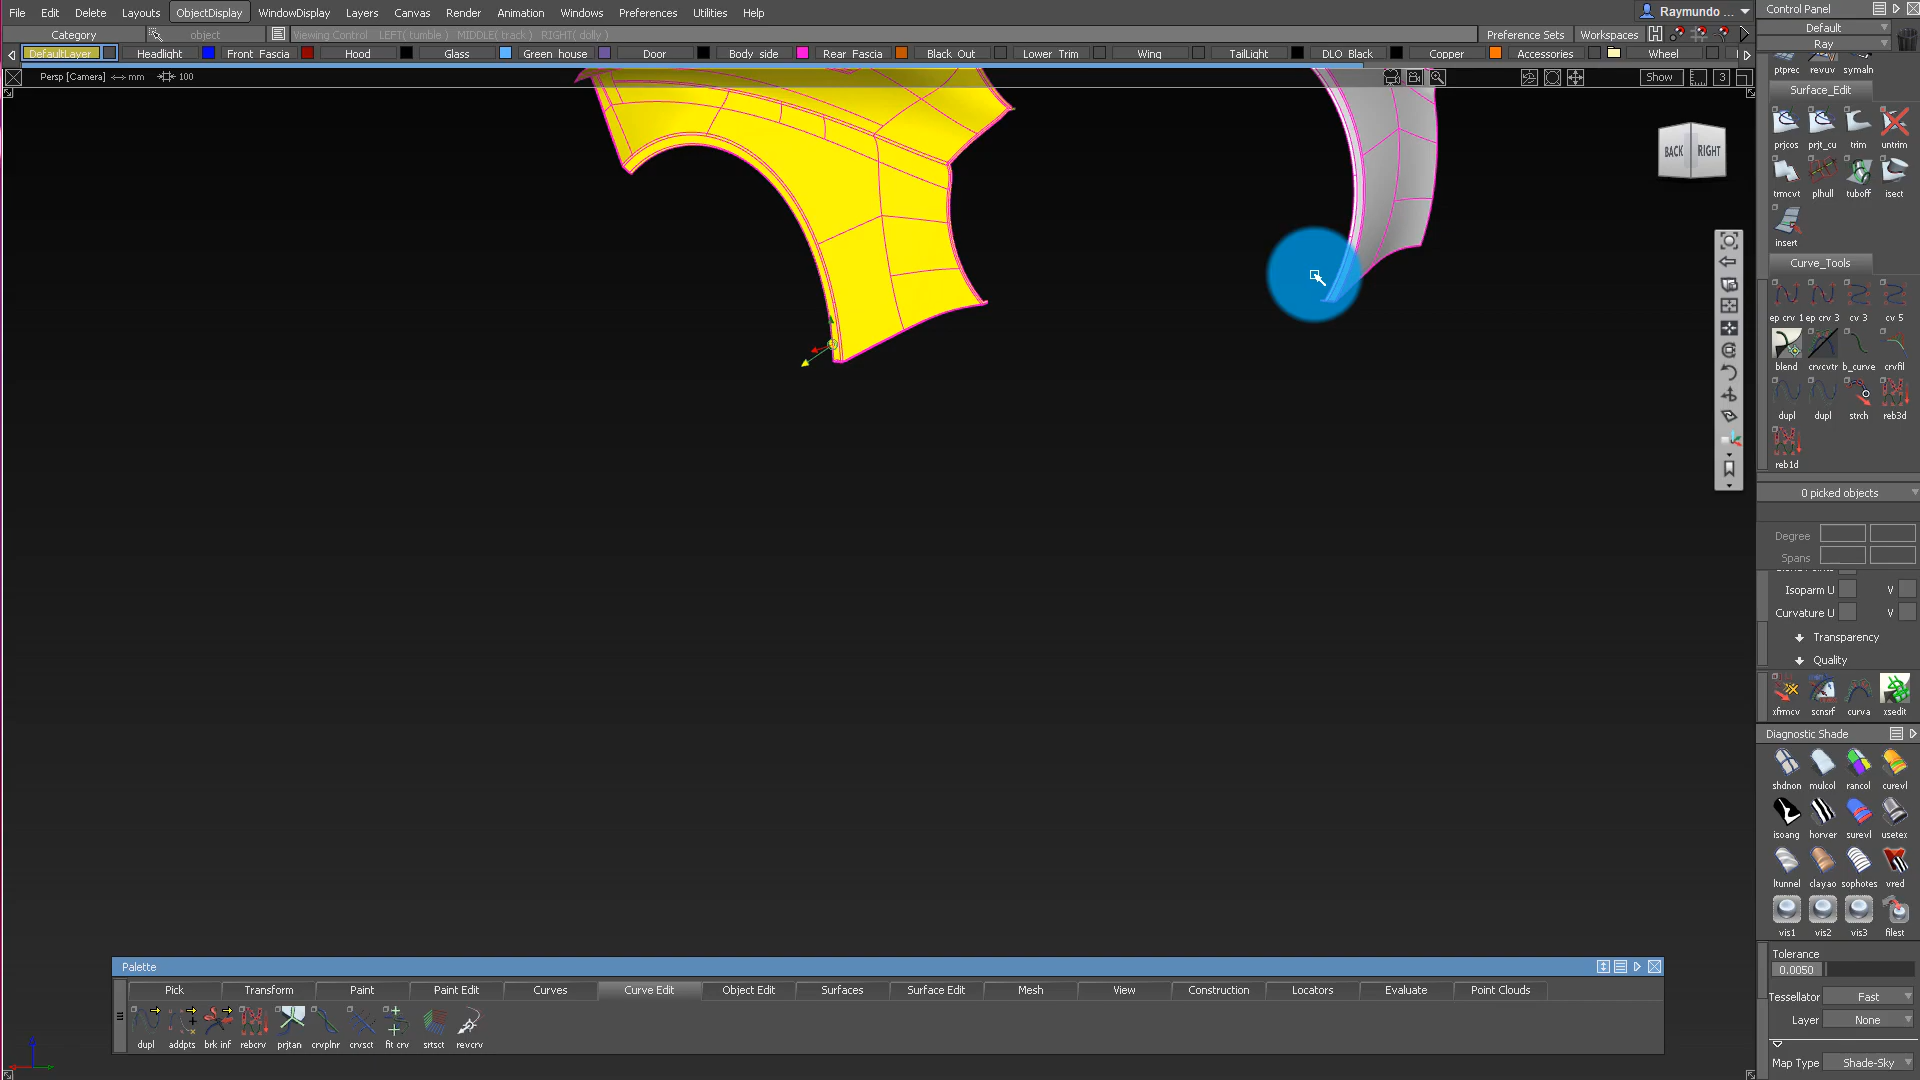 File Edit Delete Layouts ObjectDisplay WindowDisplay Layers Canvas Render Animation Windows Preferences Utilities Help
Raymundo ...
Category object Viewing Control LEFT( tumble ) MIDDLE( track ) RIGHT( dolly ) Preference Sets Workspaces
DefaultLayer Headlight Front Fascia Hood Glass Green house Door Body side Rear Fascia Black Out Lower Trim Wing TailLight DLO Black Copper Accessories Wheel
Persp [Camera] <-> mm 100 Show 3
BACK RIGHT
Control Panel
Default
Ray
ptprec revuv symaln
Surface_Edit
prjcos prjt_cu trim untrim
trmcvt plhull tuboff isect
insert
Curve_Tools
ep crv 1 ep crv 3 cv 3 cv 5
blend crvcvtr b_curve crvfil
dupl dupl strch reb3d
reb1d
0 picked objects
Degree
Spans
Isoparm U V
Curvature U V
Transparency
Quality
xfrmcv scnsrf curva xsedit
Diagnostic Shade
shdnon mulcol rancol curevl
isoang horver surevl usetex
ltunnel clayao sophotes vred
vis1 vis2 vis3 filest
Tolerance
0.0050
Tessellator Fast
Layer None
Map Type Shade-Sky
Palette
Pick Transform Paint Paint Edit Curves Curve Edit Object Edit Surfaces Surface Edit Mesh View Construction Locators Evaluate Point Clouds
dupl addpts brk inf rebcrv prjtan crvplnr crvsct fit crv srtsct revcrv